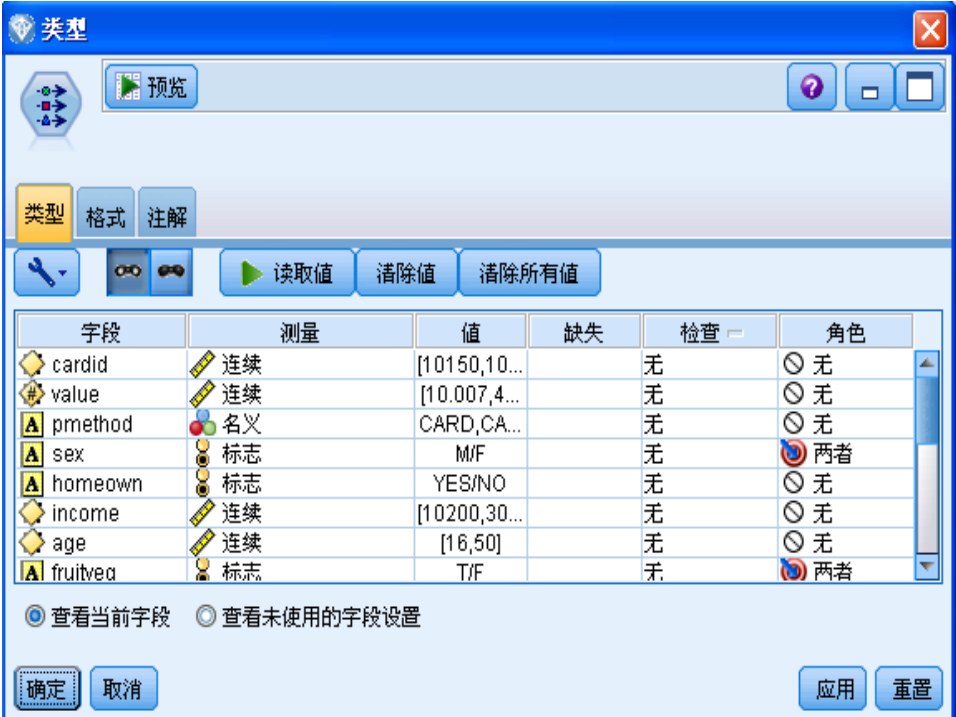 类型
预览
类型 格式 注解
读取值 清除值 清除所有值
字段 测量 值 缺失 检查 角色
cardid 连续 [10150,10... 无 无
value 连续 [10.007,4... 无 无
A pmethod 名义 CARD,CA... 无 无
A sex 标志 M/F 无 两者
A homeown 标志 YES/NO 无 无
income 连续 [10200,30... 无 无
age 连续 [16,50] 无 无
A fruitveg 标志 T/F 无 两者
查看当前字段 查看未使用的字段设置
确定 取消 应用 重置